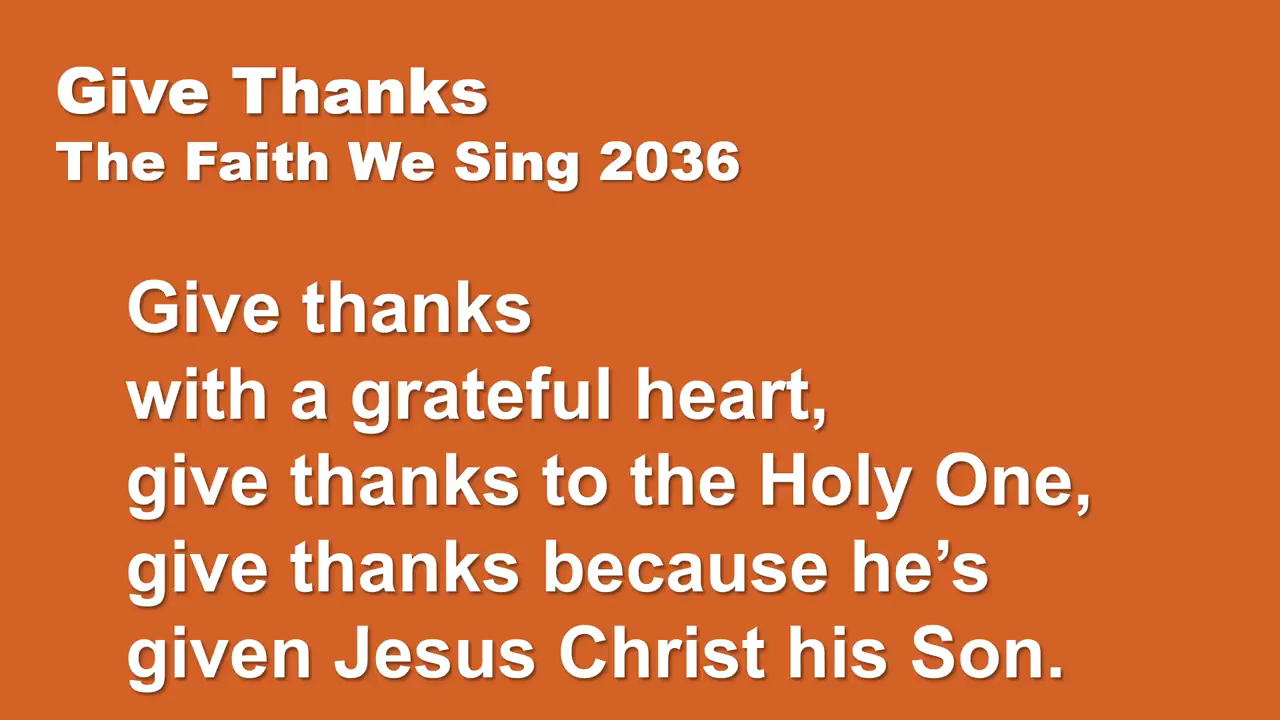 Give Thanks
The Faith We Sing 2036
Give thanks
with a grateful heart,
give thanks to the Holy One,
give thanks because he’s
given Jesus Christ his Son.